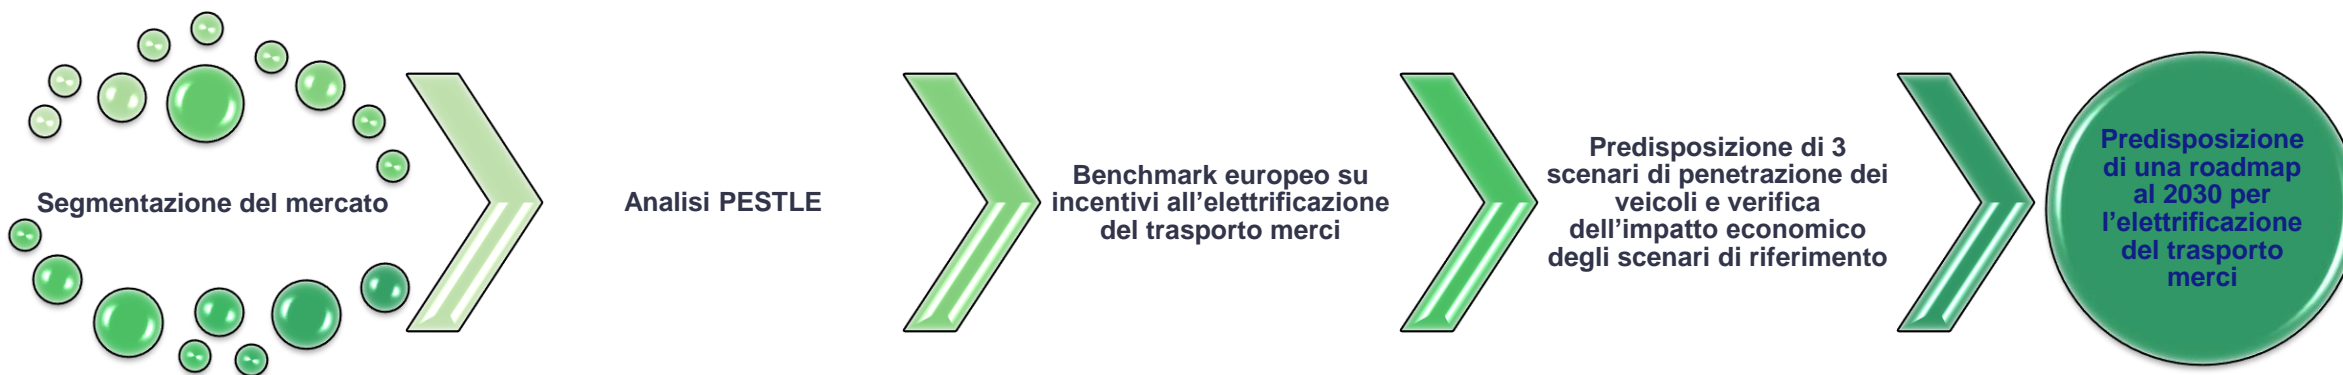 Segmentazione del mercato
Analisi PESTLE
Benchmark europeo su
incentivi all'elettrificazione
del trasporto merci
Predisposizione di 3
scenari di penetrazione dei
veicoli e verifica
dell'impatto economico
degli scenari di riferimento
Predisposizione
di una roadmap
al 2030 per
l'elettrificazione
del trasporto
merci